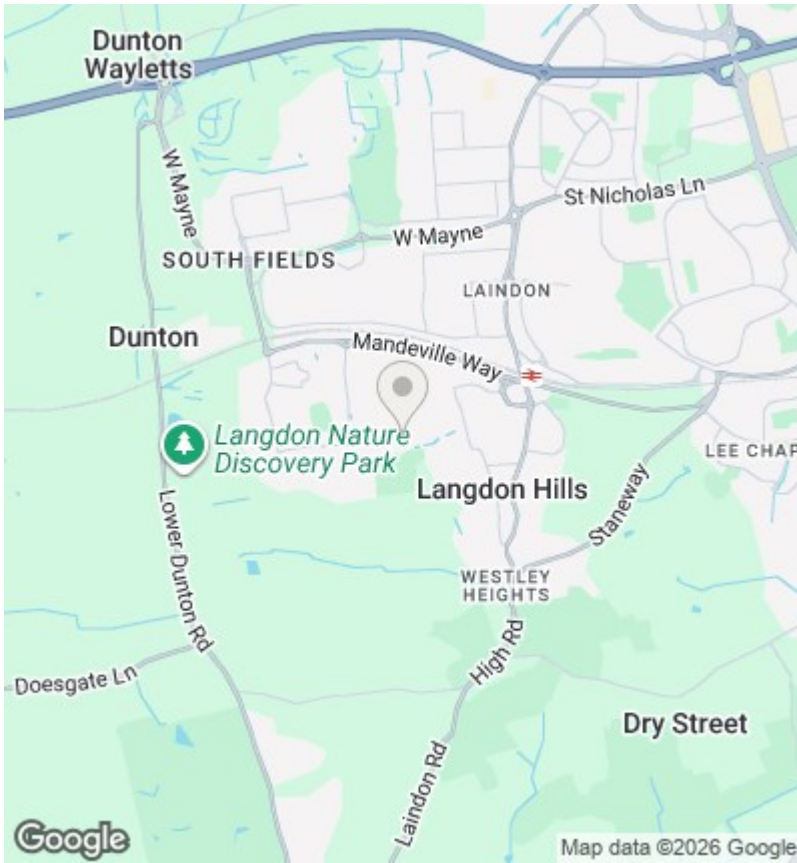 Dunton
Wayletts
W Mayne
St Nicholas Ln
W Mayne
SOUTH FIELDS
LAINDON
Dunton
Mandeville Way
Langdon Nature
Discovery Park
LEE CHAP
Langdon Hills
Staneway
Lower Dunton Rd
WESTLEY
HEIGHTS
High Rd
Doesgate Ln
Dry Street
Laindon Rd
Google
Map data ©2026 Google